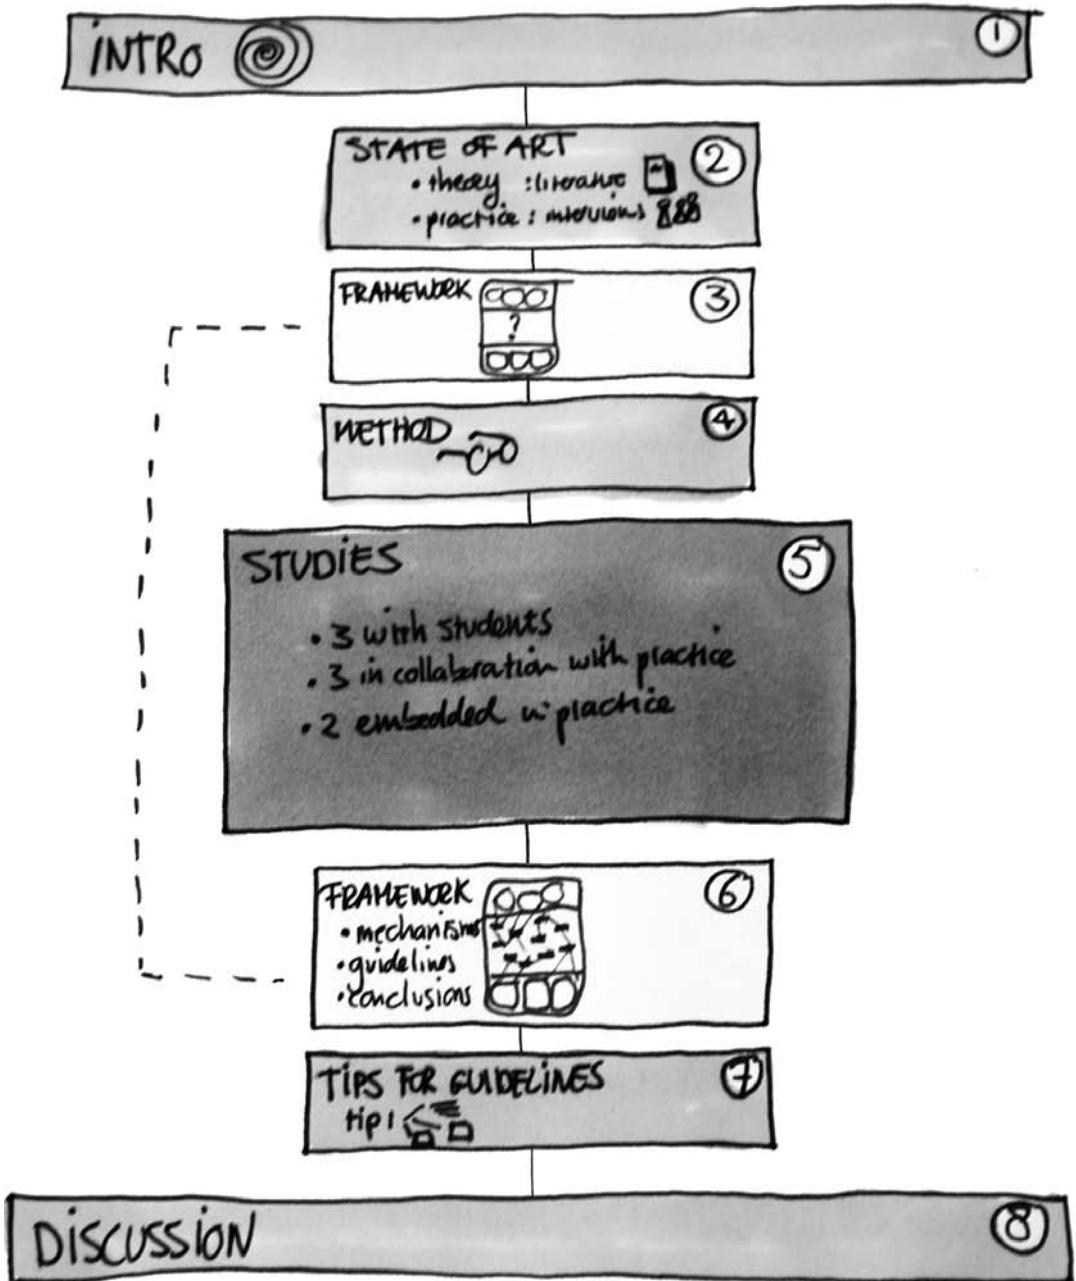 INTRO 1
STATE OF ART 2
• theory : literature
• practice : interviews
FRAMEWORK 3
?
METHOD 4
STUDIES 5
• 3 with students
• 3 in collaboration with practice
• 2 embedded in practice
FRAMEWORK 6
• mechanisms
• guidelines
• conclusions
TIPS FOR GUIDELINES 7
tip 1
DISCUSSION 8